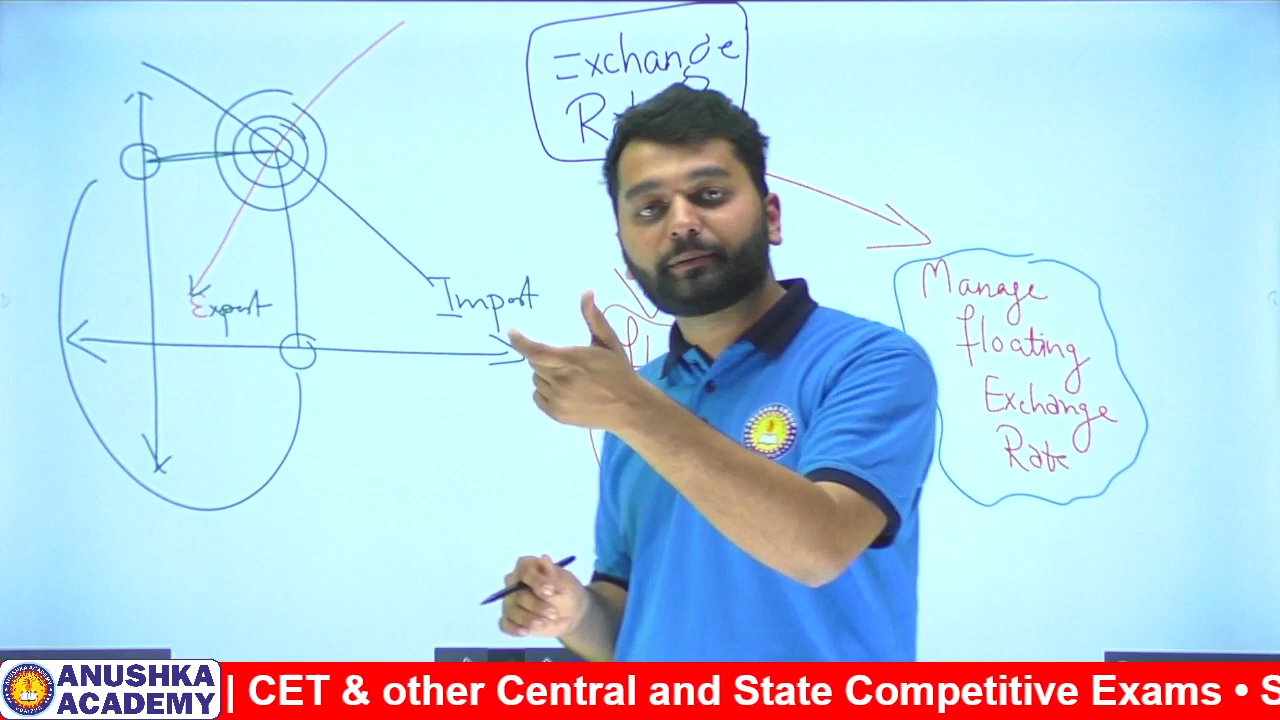 Exchange
Export
Import
Manage
floating
Exchange
Rate
ANUSHKA
ACADEMY
| CET & other Central and State Competitive Exams • S